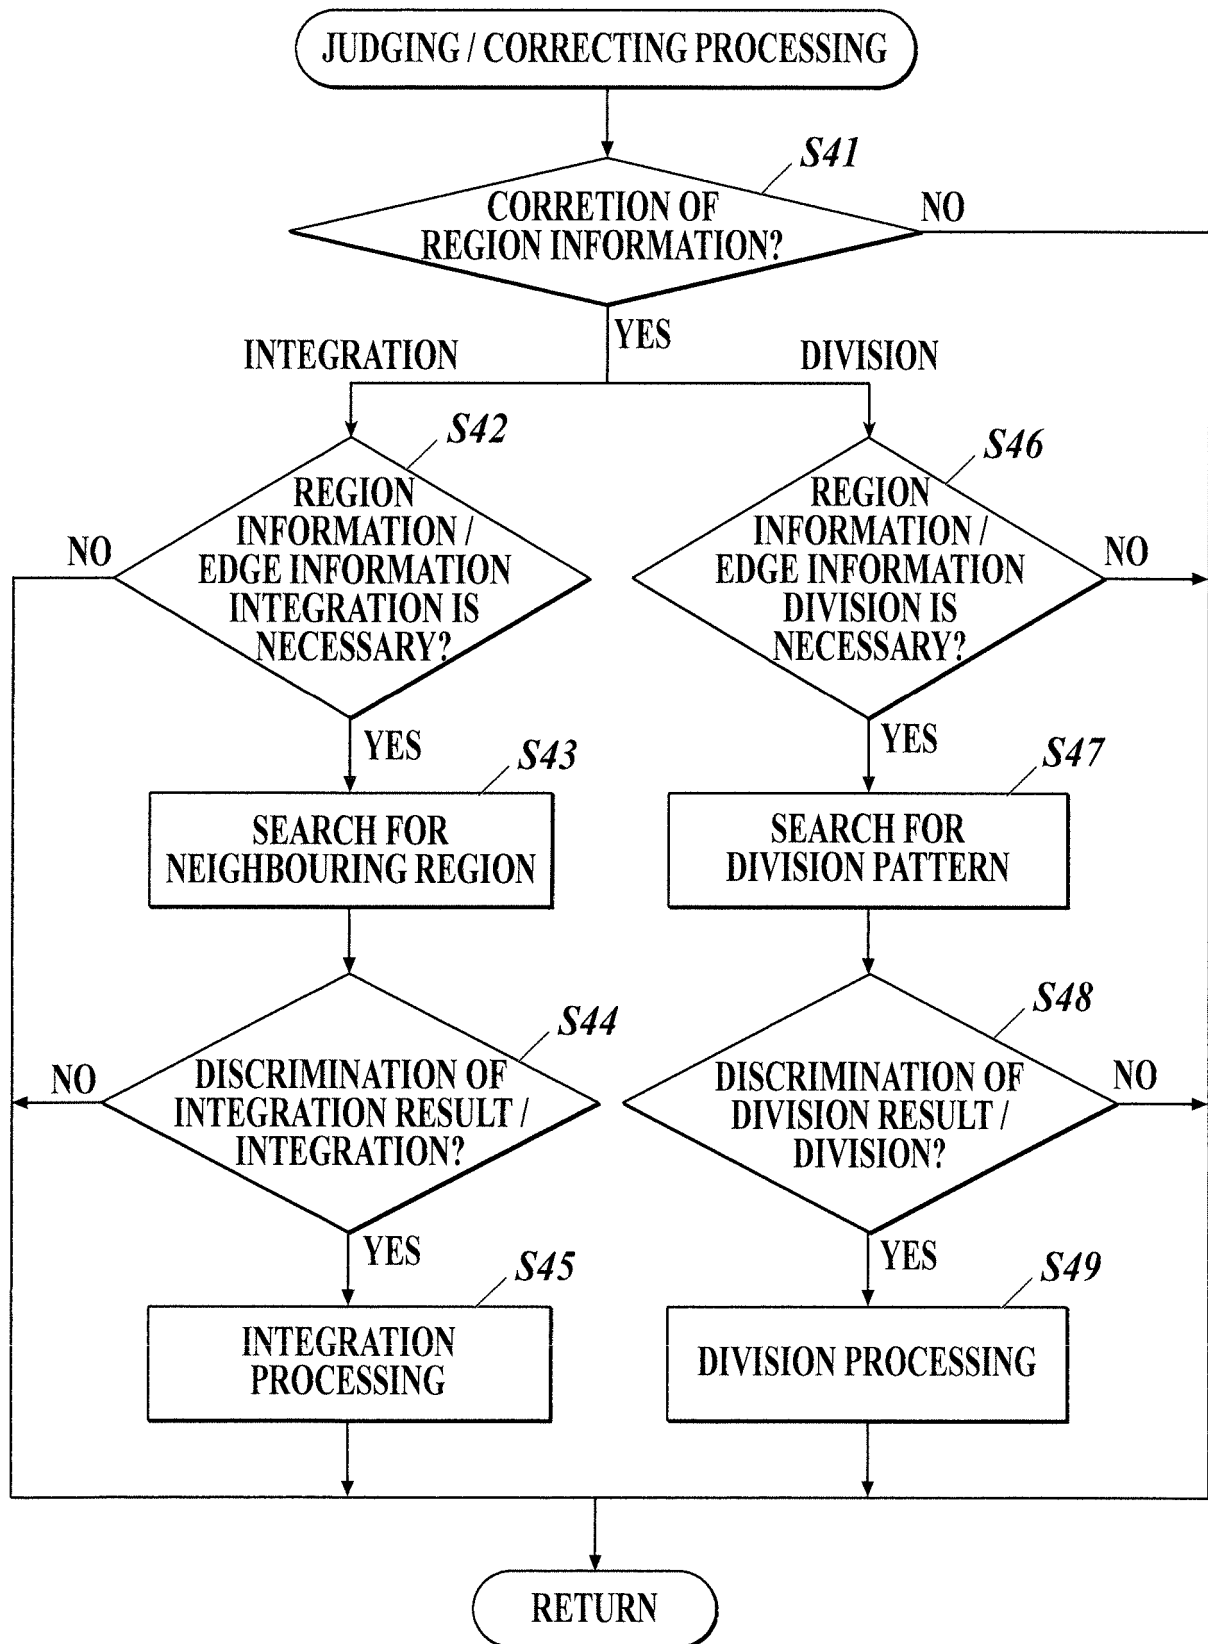 JUDGING / CORRECTING PROCESSING
S41
CORRETION OF
REGION INFORMATION?
NO
YES
INTEGRATION
DIVISION
S42
REGION
INFORMATION /
EDGE INFORMATION
INTEGRATION IS
NECESSARY?
NO
YES
S46
REGION
INFORMATION /
EDGE INFORMATION
DIVISION IS
NECESSARY?
NO
YES
S43
SEARCH FOR
NEIGHBOURING REGION
S47
SEARCH FOR
DIVISION PATTERN
S44
DISCRIMINATION OF
INTEGRATION RESULT /
INTEGRATION?
NO
YES
S48
DISCRIMINATION OF
DIVISION RESULT /
DIVISION?
NO
YES
S45
INTEGRATION
PROCESSING
S49
DIVISION PROCESSING
RETURN